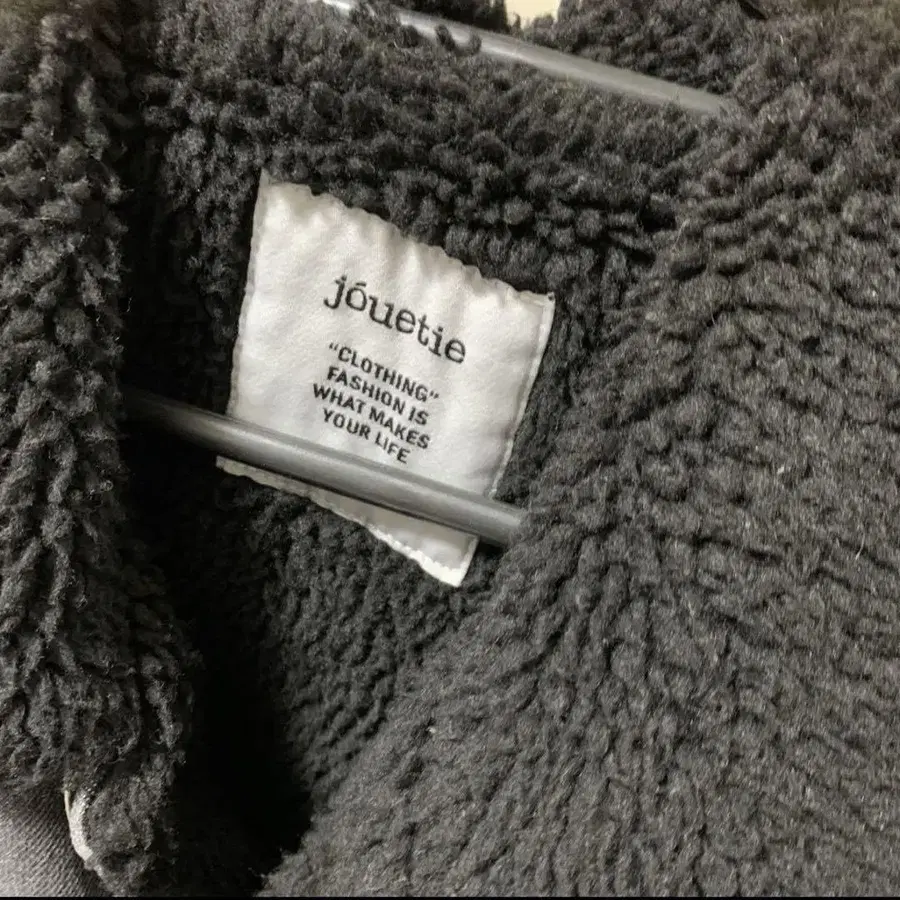 jóuetie
"CLOTHING"
FASHION IS
WHAT MAKES
YOUR LIFE